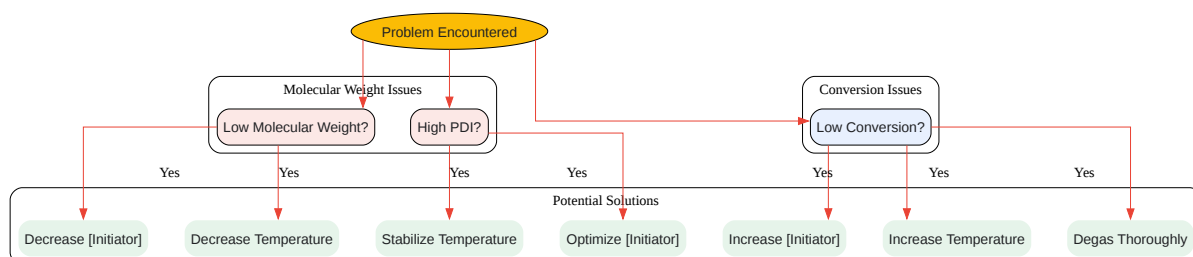 Problem Encountered
Molecular Weight Issues
Conversion Issues
Low Molecular Weight?
High PDI?
Low Conversion?
Yes
Yes
Yes
Yes
Yes
Yes
Yes
Potential Solutions
Decrease [Initiator]
Decrease Temperature
Stabilize Temperature
Optimize [Initiator]
Increase [Initiator]
Increase Temperature
Degas Thoroughly